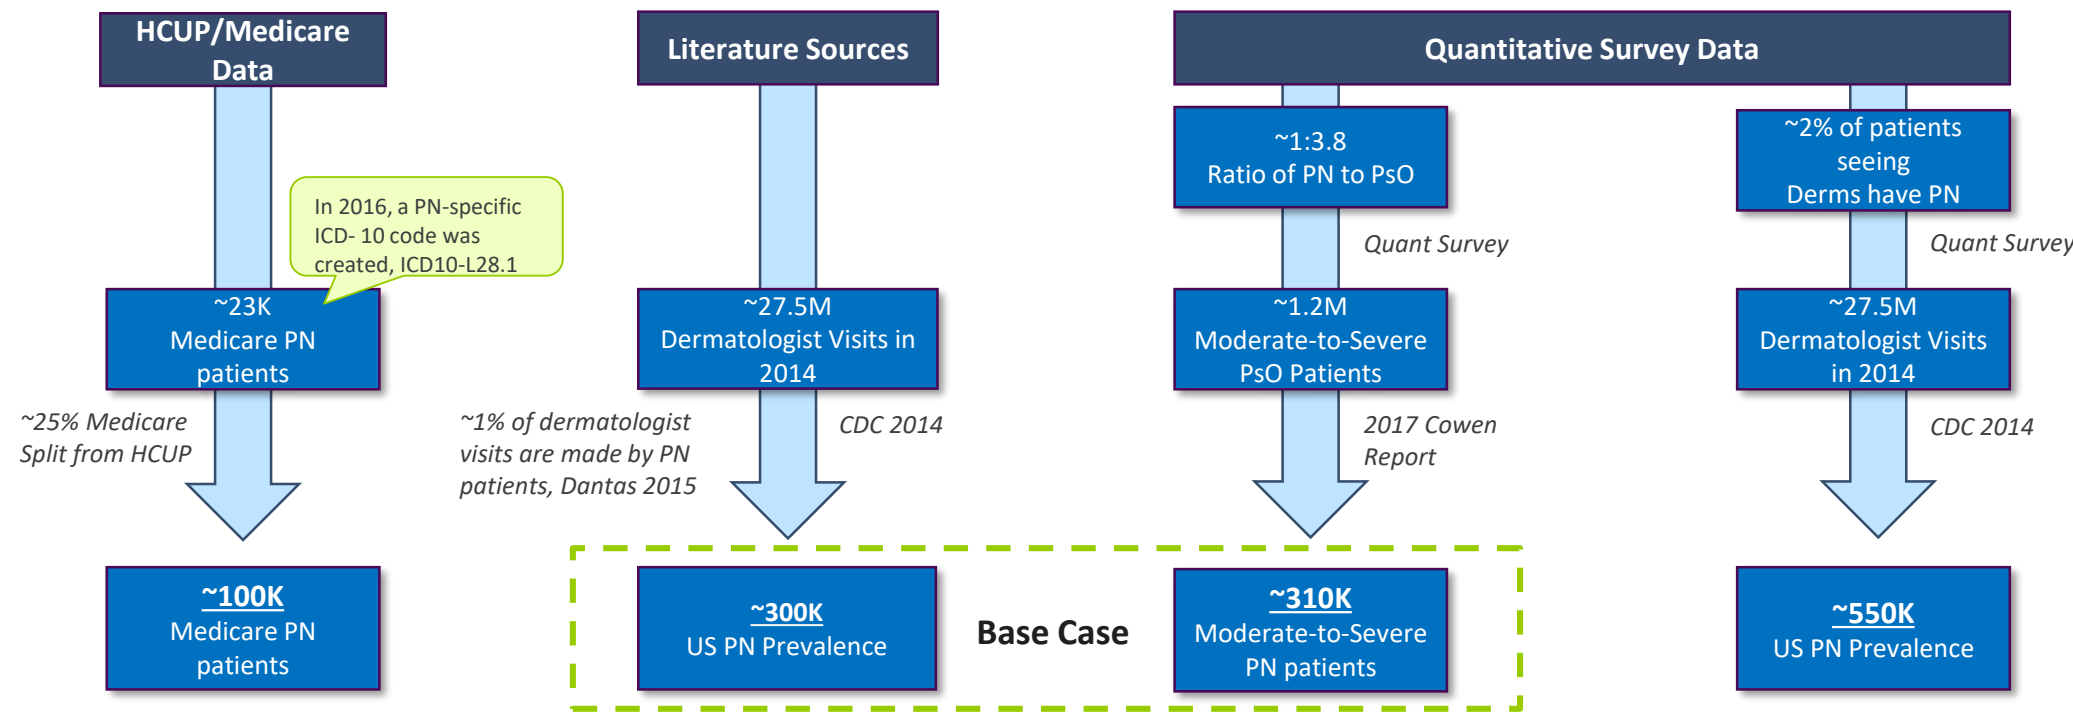 HCUP/Medicare
Data
Literature Sources
Quantitative Survey Data
~1:3.8
Ratio of PN to PsO
~2% of patients
seeing
Derms have PN
In 2016, a PN-specific
ICD- 10 code was
created, ICD10-L28.1
Quant Survey
Quant Survey
~23K
Medicare PN
patients
~27.5M
Dermatologist Visits in
2014
~1.2M
Moderate-to-Severe
PsO Patients
~27.5M
Dermatologist Visits
in 2014
~25% Medicare
Split from HCUP
~1% of dermatologist
visits are made by PN
patients, Dantas 2015
CDC 2014
2017 Cowen
Report
CDC 2014
~100K
Medicare PN
patients
~300K
US PN Prevalence
Base Case
~310K
Moderate-to-Severe
PN patients
~550K
US PN Prevalence